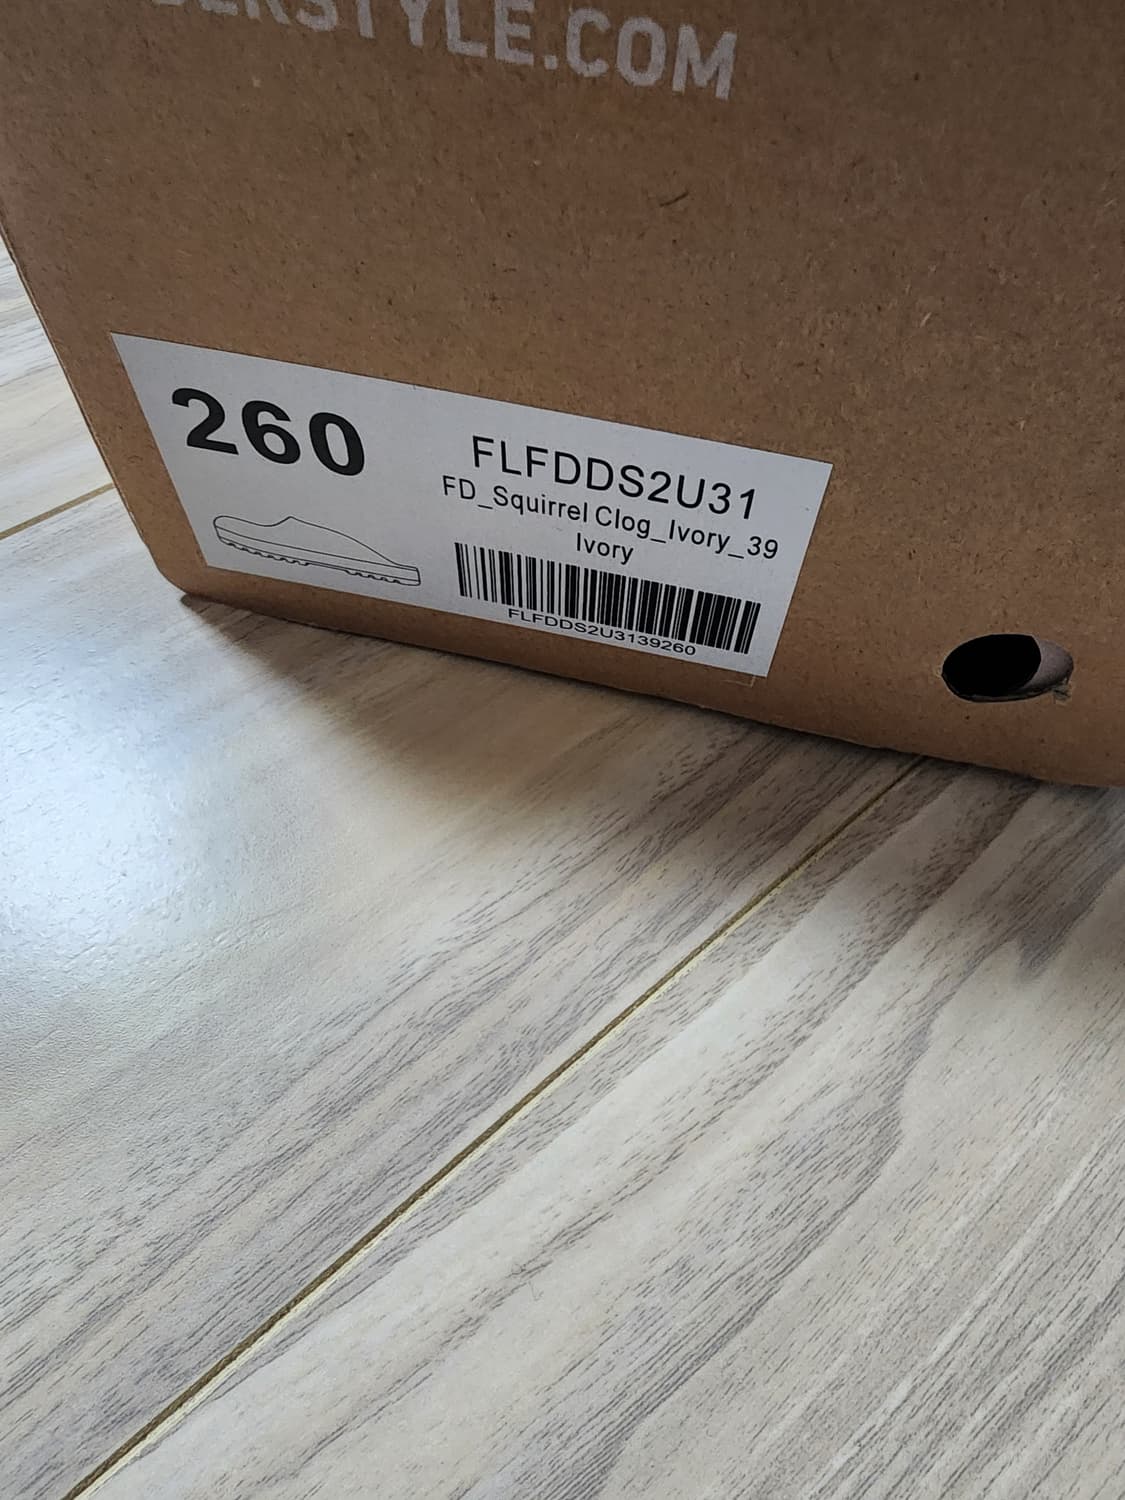 260
FLFDDS2U31
FD_Squirrel Clog_Ivory_39
Ivory
FLFDDS2U3139260